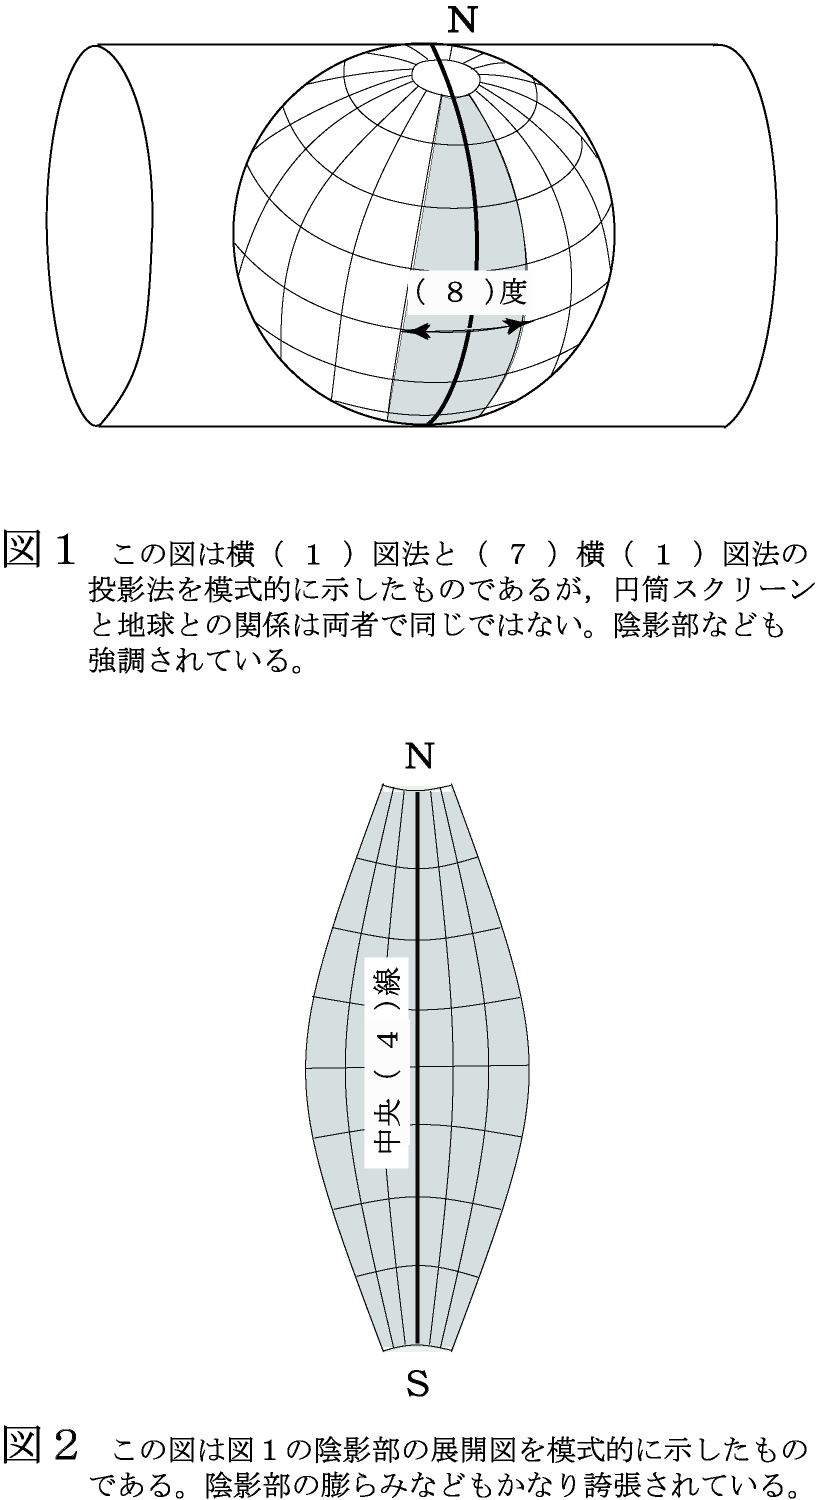 N
( 8 )度
図1 この図は横（ 1 ）図法と（ 7 ）横（ 1 ）図法の
投影法を模式的に示したものであるが，円筒スクリーン
と地球との関係は両者で同じではない。陰影部なども
強調されている。
N
中央（ 4 ）線
S
図2 この図は図1の陰影部の展開図を模式的に示したもの
である。陰影部の膨らみなどもかなり誇張されている。